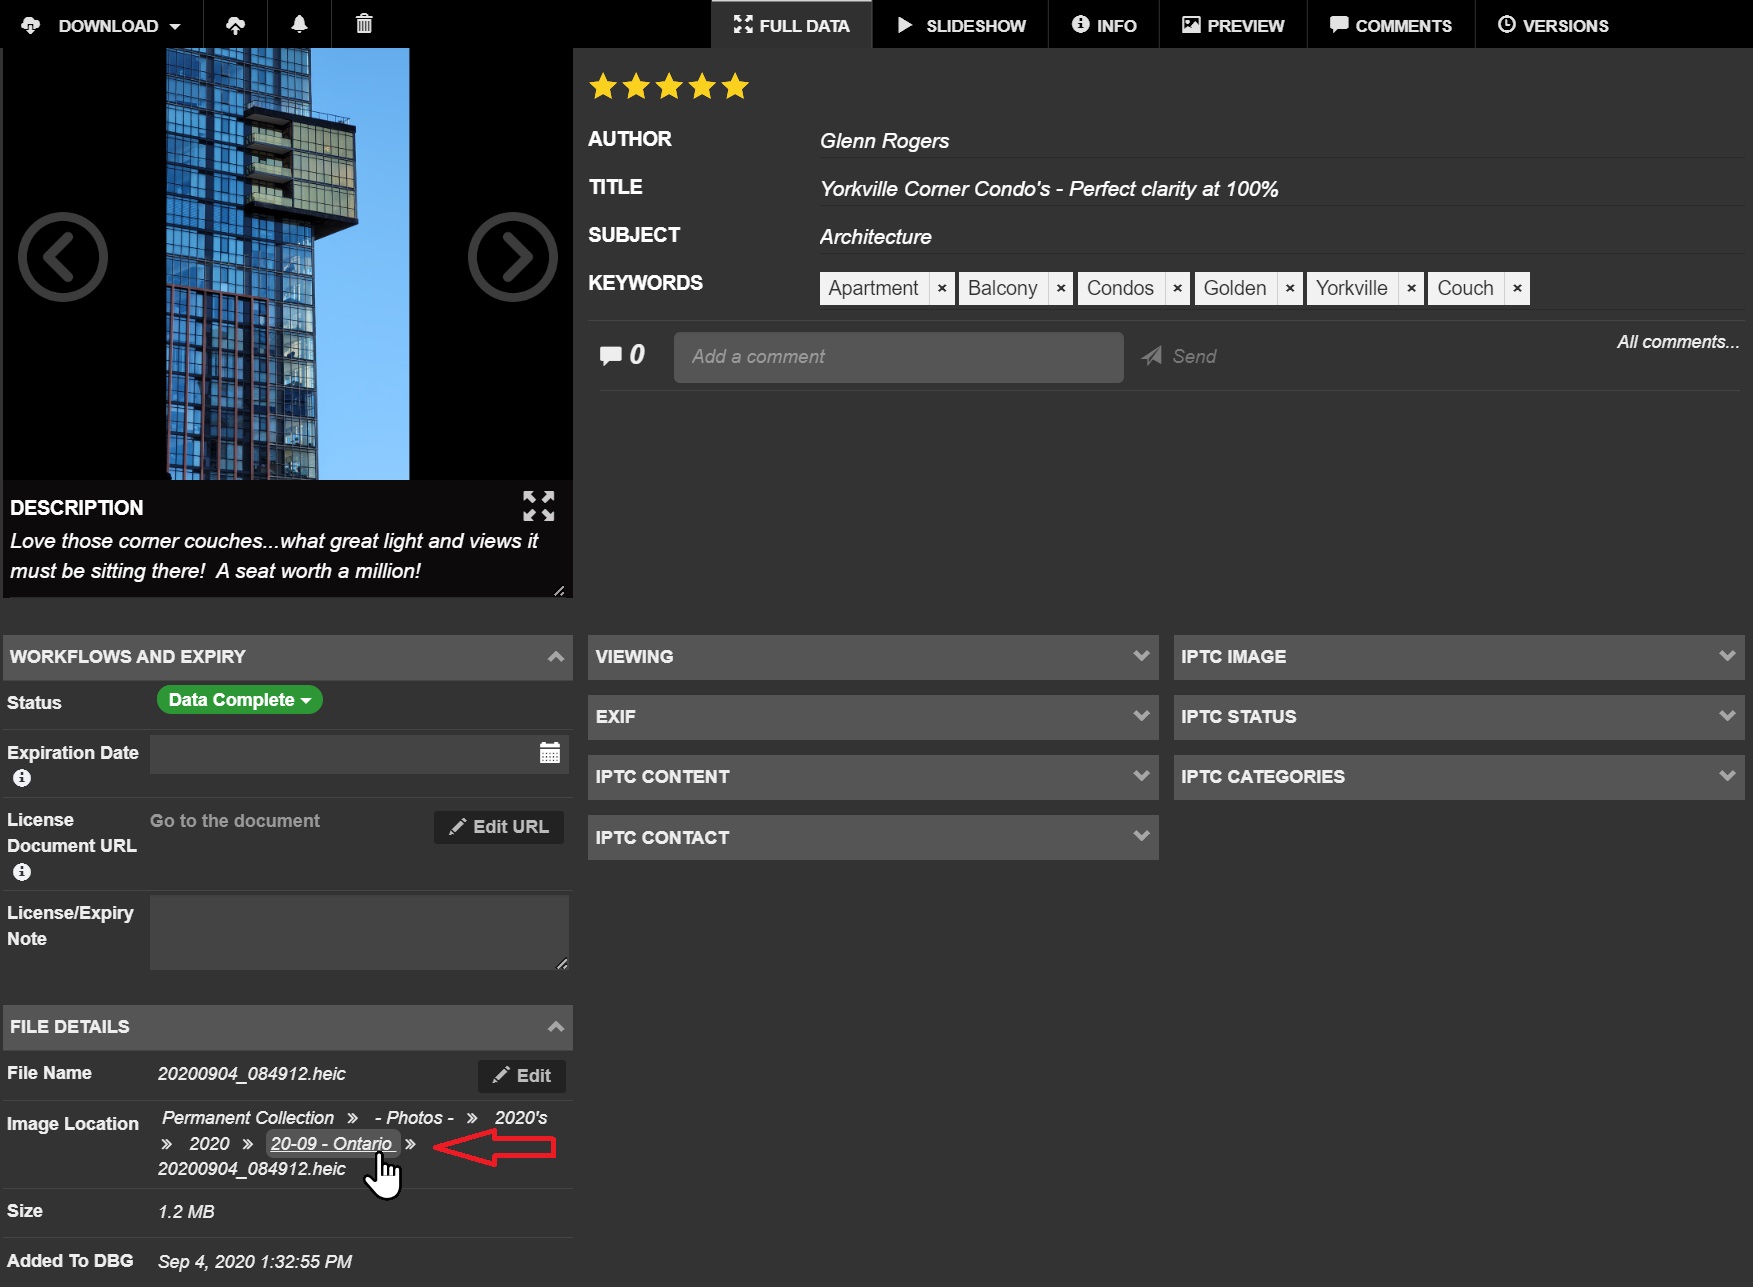 DOWNLOAD
FULL DATA
SLIDESHOW
INFO
PREVIEW
COMMENTS
VERSIONS
AUTHOR Glenn Rogers
TITLE Yorkville Corner Condo's - Perfect clarity at 100%
SUBJECT Architecture
KEYWORDS Apartment × Balcony × Condos × Golden × Yorkville × Couch ×
0 Add a comment Send All comments...
DESCRIPTION
Love those corner couches...what great light and views it
must be sitting there! A seat worth a million!
WORKFLOWS AND EXPIRY
Status Data Complete
Expiration Date
License Go to the document Edit URL
Document URL
License/Expiry
Note
VIEWING
EXIF
IPTC CONTENT
IPTC CONTACT
IPTC IMAGE
IPTC STATUS
IPTC CATEGORIES
FILE DETAILS
File Name 20200904_084912.heic Edit
Image Location Permanent Collection » - Photos - » 2020's
» 2020 » 20-09 - Ontario »
20200904_084912.heic
Size 1.2 MB
Added To DBG Sep 4, 2020 1:32:55 PM